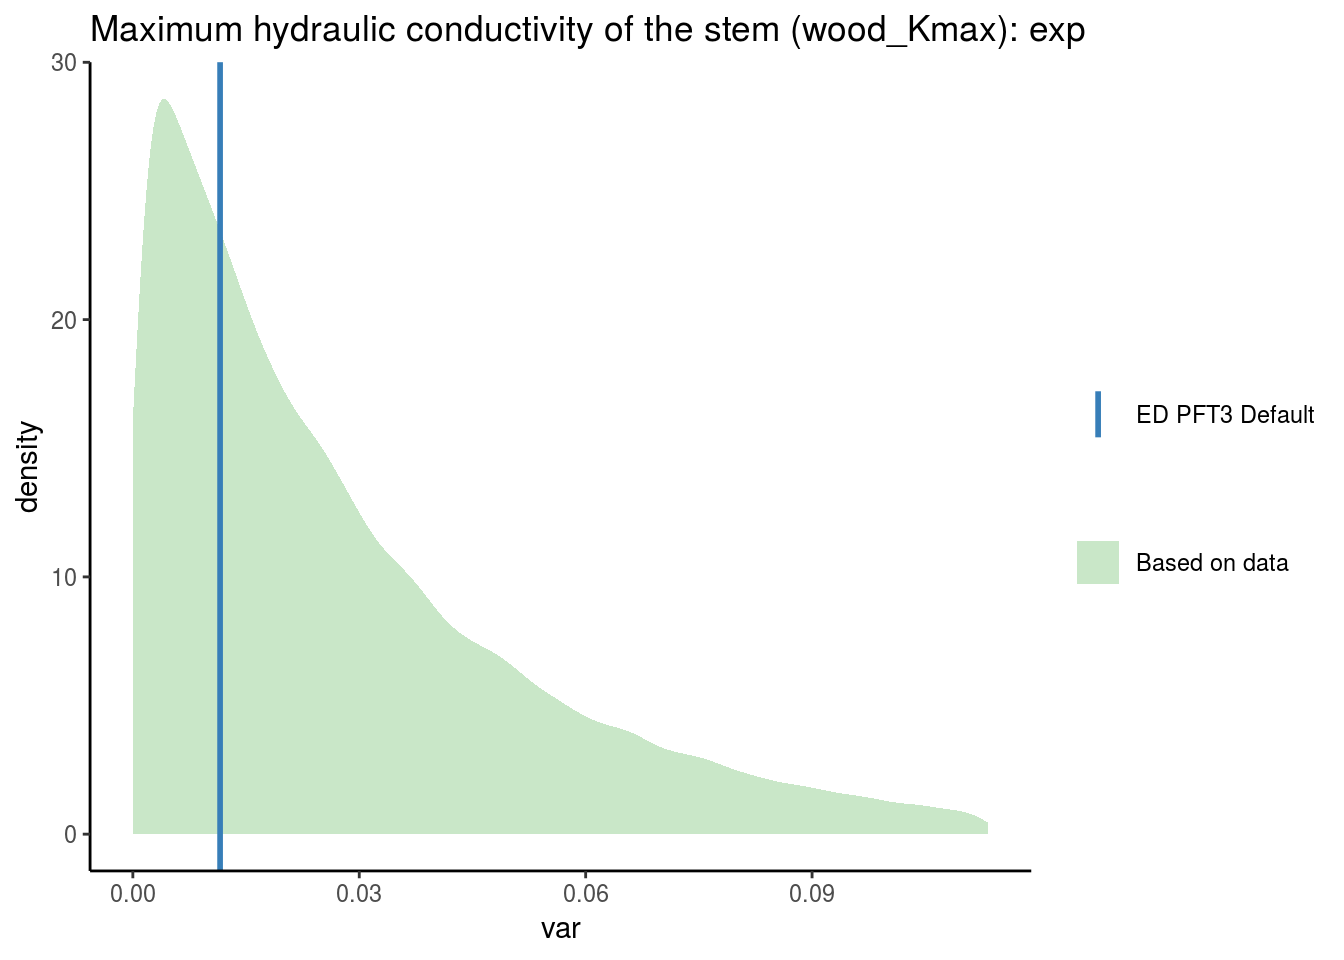 Maximum hydraulic conductivity of the stem (wood_Kmax): exp
30
20
10
0
density
0.00
0.03
0.06
0.09
var
ED PFT3 Default
Based on data